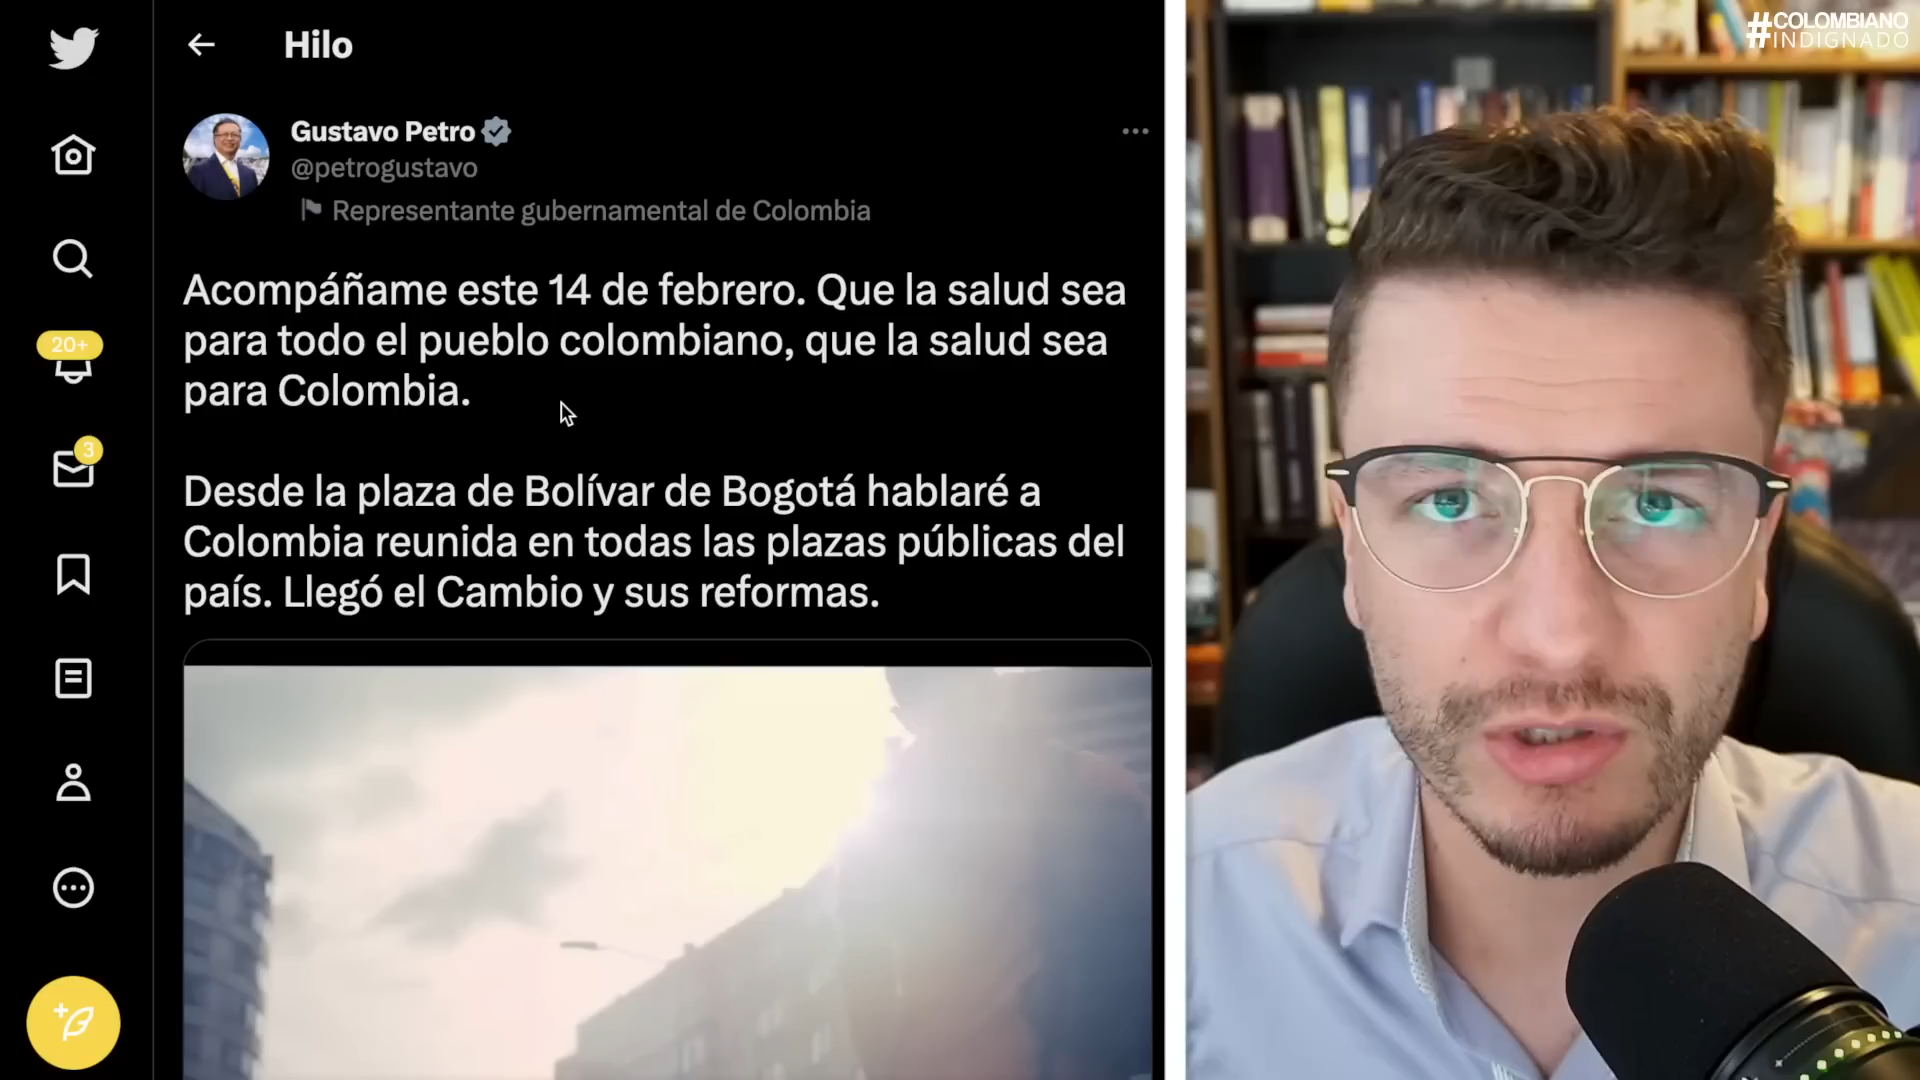 Hilo
Gustavo Petro
@petrogustavo
Representante gubernamental de Colombia
Acompáñame este 14 de febrero. Que la salud sea
para todo el pueblo colombiano, que la salud sea
para Colombia.
Desde la plaza de Bolívar de Bogotá hablaré a
Colombia reunida en todas las plazas públicas del
país. Llegó el Cambio y sus reformas.
20+
3
#COLOMBIANO
INDIGNADO